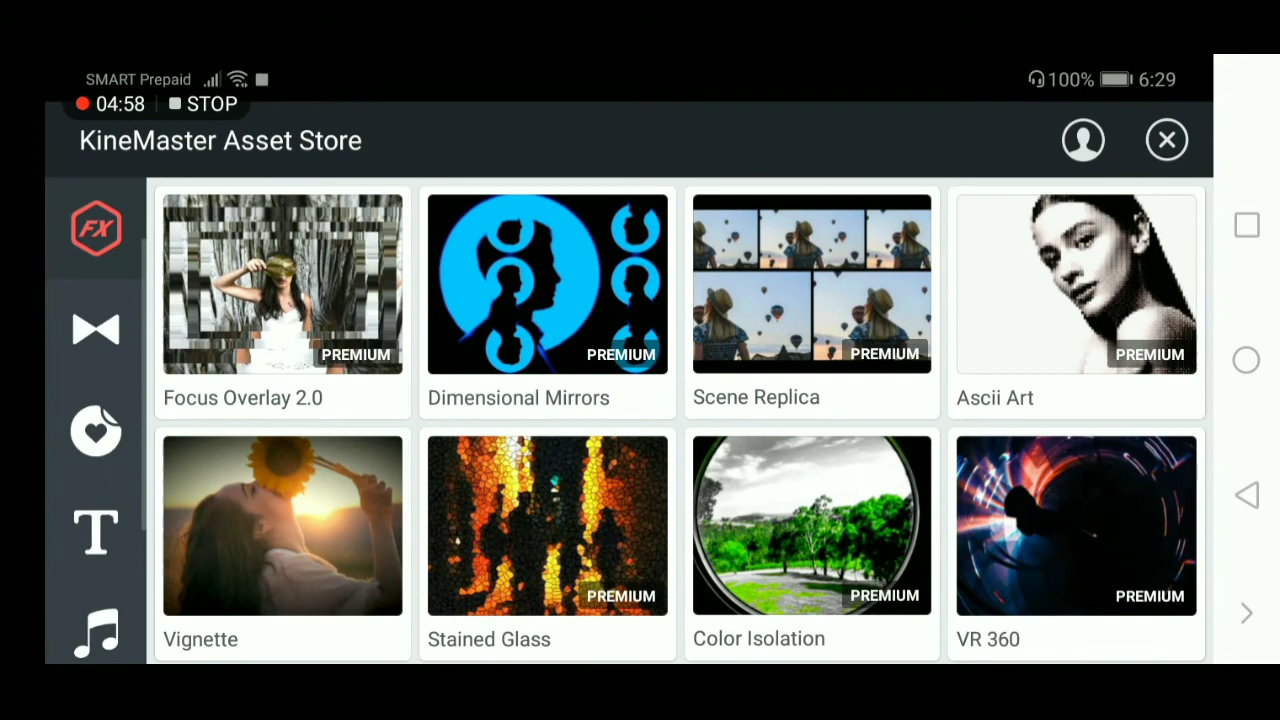 SMART Prepaid 100% 6:29
04:58 STOP
KineMaster Asset Store
FX
PREMIUM PREMIUM PREMIUM PREMIUM
Focus Overlay 2.0 Dimensional Mirrors Scene Replica Ascii Art
T
PREMIUM PREMIUM PREMIUM
Vignette Stained Glass Color Isolation VR 360